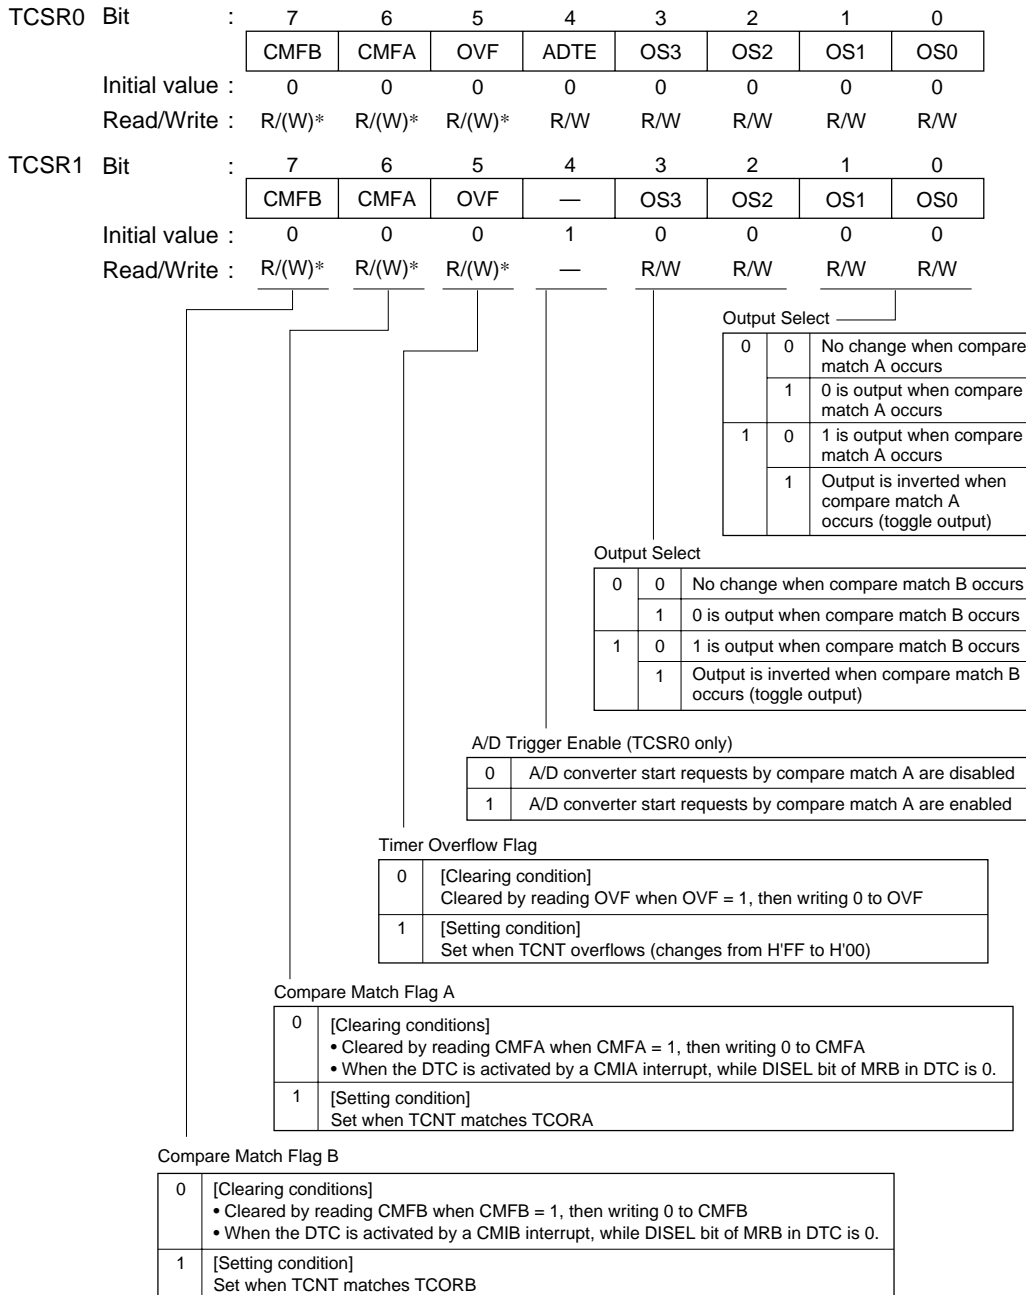 TCSR0 Bit : 7 6 5 4 3 2 1 0
CMFB CMFA OVF ADTE OS3 OS2 OS1 OS0
Initial value : 0 0 0 0 0 0 0 0
Read/Write : R/(W)* R/(W)* R/(W)* R/W R/W R/W R/W R/W
TCSR1 Bit : 7 6 5 4 3 2 1 0
CMFB CMFA OVF — OS3 OS2 OS1 OS0
Initial value : 0 0 0 1 0 0 0 0
Read/Write : R/(W)* R/(W)* R/(W)* — R/W R/W R/W R/W
Output Select
0 0 No change when compare
match A occurs
1 0 is output when compare
match A occurs
1 0 1 is output when compare
match A occurs
1 Output is inverted when
compare match A
occurs (toggle output)
Output Select
0 0 No change when compare match B occurs
1 0 is output when compare match B occurs
1 0 1 is output when compare match B occurs
1 Output is inverted when compare match B
occurs (toggle output)
A/D Trigger Enable (TCSR0 only)
0 A/D converter start requests by compare match A are disabled
1 A/D converter start requests by compare match A are enabled
Timer Overflow Flag
0 [Clearing condition]
Cleared by reading OVF when OVF = 1, then writing 0 to OVF
1 [Setting condition]
Set when TCNT overflows (changes from H'FF to H'00)
Compare Match Flag A
0 [Clearing conditions]
• Cleared by reading CMFA when CMFA = 1, then writing 0 to CMFA
• When the DTC is activated by a CMIA interrupt, while DISEL bit of MRB in DTC is 0.
1 [Setting condition]
Set when TCNT matches TCORA
Compare Match Flag B
0 [Clearing conditions]
• Cleared by reading CMFB when CMFB = 1, then writing 0 to CMFB
• When the DTC is activated by a CMIB interrupt, while DISEL bit of MRB in DTC is 0.
1 [Setting condition]
Set when TCNT matches TCORB